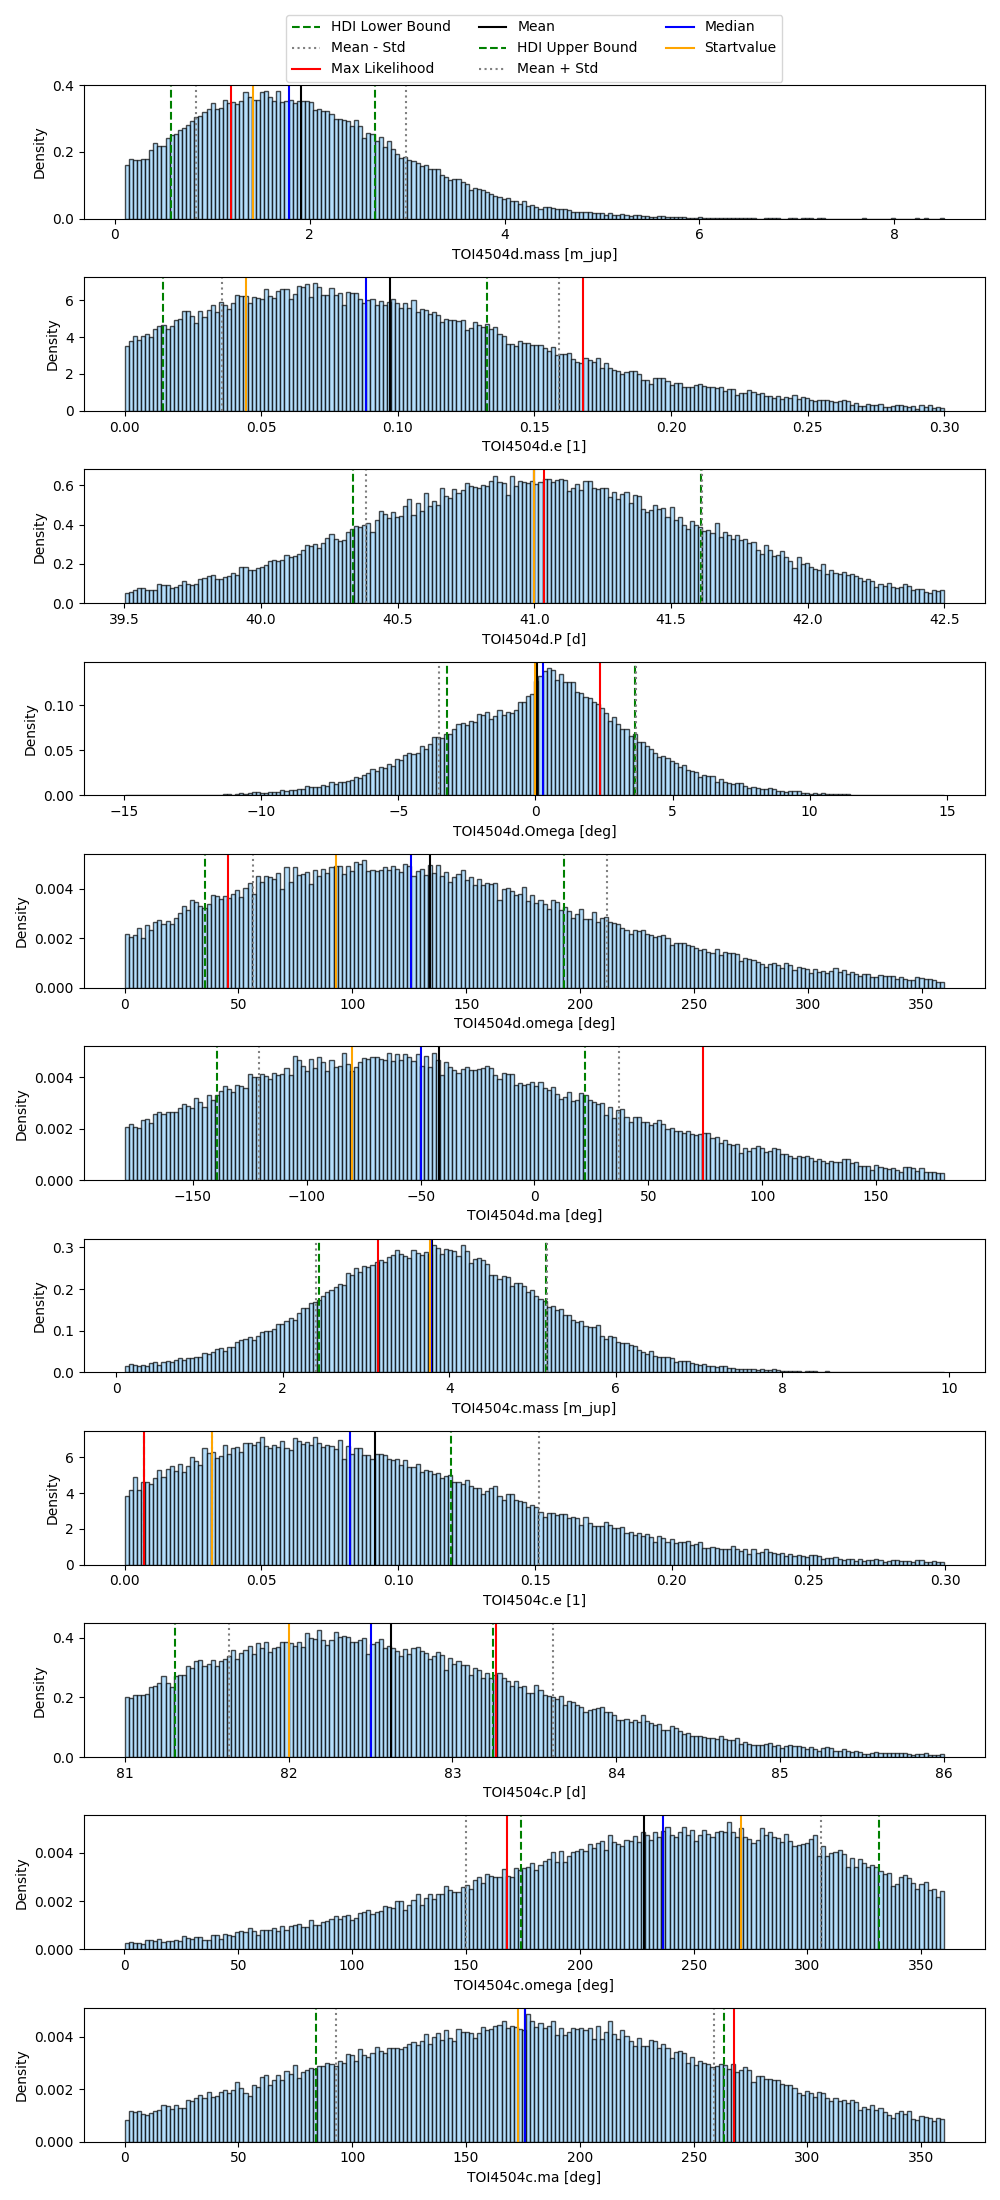 HDI Lower Bound Mean Median
Mean - Std HDI Upper Bound Startvalue
Max Likelihood Mean + Std
0.4
0.2
0.0
Density
0 2 4 6 8
TOI4504d.mass [m_jup]
6
4
2
0
Density
0.00 0.05 0.10 0.15 0.20 0.25 0.30
TOI4504d.e [1]
0.6
0.4
0.2
0.0
Density
39.5 40.0 40.5 41.0 41.5 42.0 42.5
TOI4504d.P [d]
0.10
0.05
0.00
Density
−15 −10 −5 0 5 10 15
TOI4504d.Omega [deg]
0.004
0.002
0.000
Density
0 50 100 150 200 250 300 350
TOI4504d.omega [deg]
0.004
0.002
0.000
Density
−150 −100 −50 0 50 100 150
TOI4504d.ma [deg]
0.3
0.2
0.1
0.0
Density
0 2 4 6 8 10
TOI4504c.mass [m_jup]
6
4
2
0
Density
0.00 0.05 0.10 0.15 0.20 0.25 0.30
TOI4504c.e [1]
0.4
0.2
0.0
Density
81 82 83 84 85 86
TOI4504c.P [d]
0.004
0.002
0.000
Density
0 50 100 150 200 250 300 350
TOI4504c.omega [deg]
0.004
0.002
0.000
Density
0 50 100 150 200 250 300 350
TOI4504c.ma [deg]